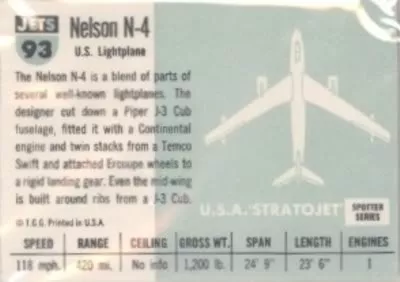 JETS
93
Nelson N-4
U.S. Lightplane
The Nelson N-4 is a blend of parts of
several well-known lightplanes. The
designer cut down a Piper J-3 Cub
fuselage, fitted it with a Continental
engine and twin stacks from a Temco
Swift and attached Ercoupe wheels to
a rigid landing gear. Even the mid-wing
is built around ribs from a J-3 Cub.
© T.C.G. Printed in U.S.A.
U.S.A. "STRATOJET"
SPOTTER
SERIES
SPEED RANGE CEILING GROSS WT. SPAN LENGTH ENGINES
118 mph. 420 mi. No info 1,200 lb. 24' 9" 23' 6" 1